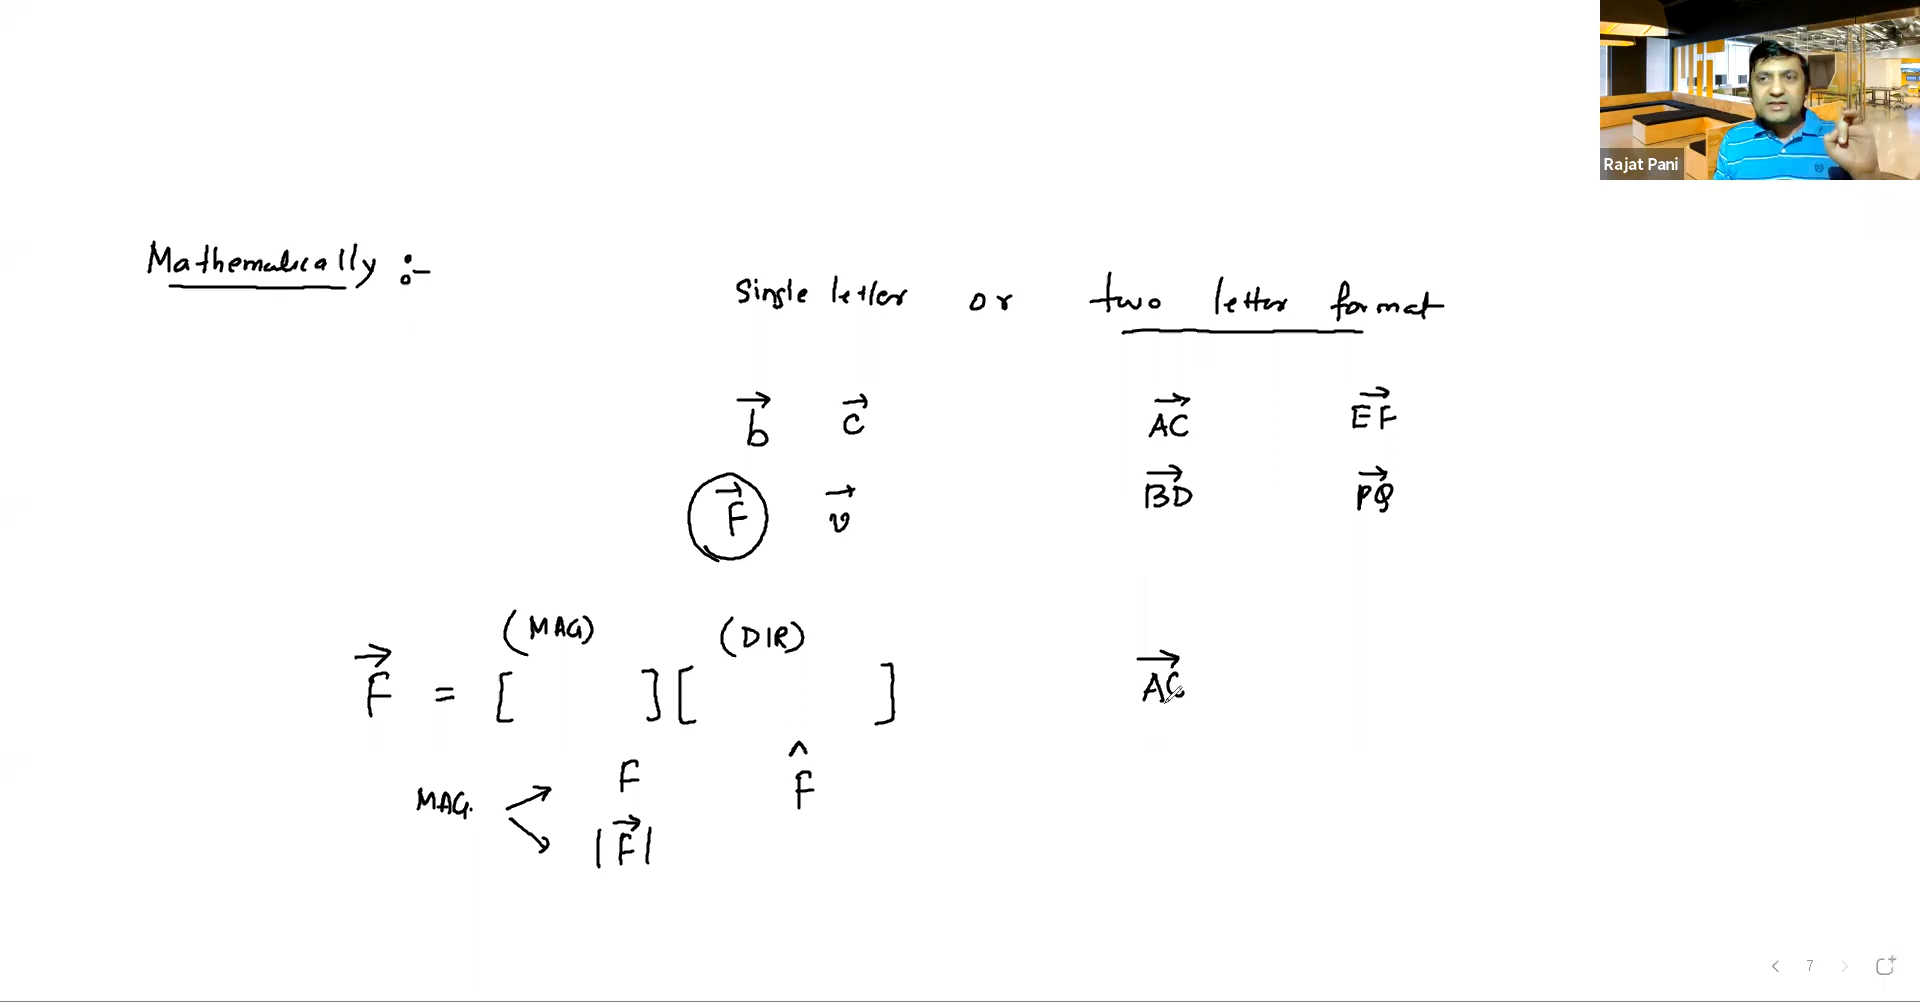 Rajat Pani
Mathematically :-
Single letter or two letter format
→ → → →
b c AC EF
→ → → →
F v BD PQ
(MAG) (DIR)
→ →
F = [ ] [ ] AC
^
MAG. F F
→
|F|
7